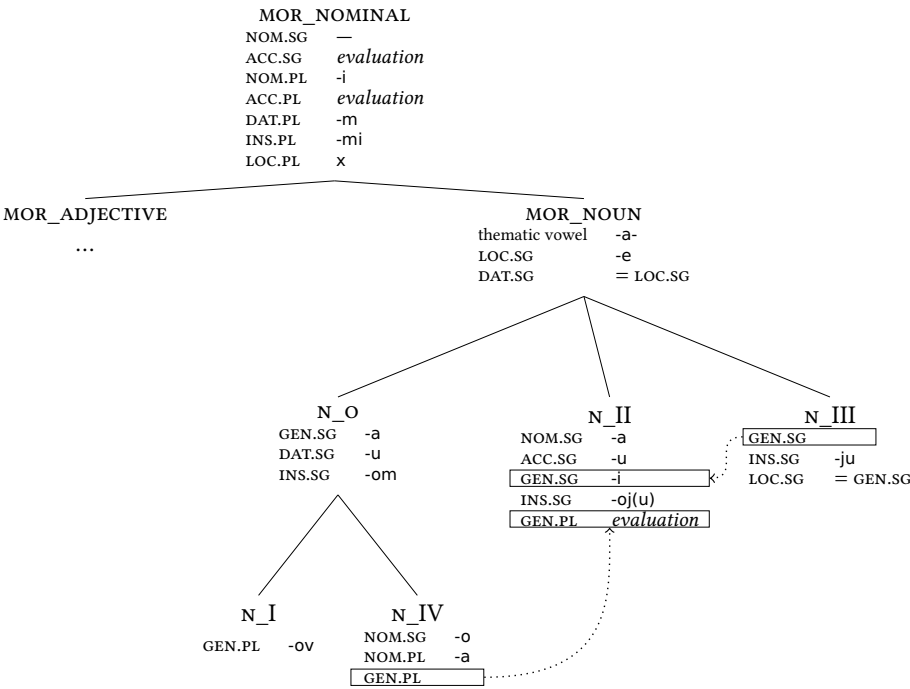 MOR_NOMINAL
NOM.SG —
ACC.SG evaluation
NOM.PL -i
ACC.PL evaluation
DAT.PL -m
INS.PL -mi
LOC.PL x
MOR_ADJECTIVE
...
MOR_NOUN
thematic vowel -a-
LOC.SG -e
DAT.SG = LOC.SG
N_O
GEN.SG -a
DAT.SG -u
INS.SG -om
N_II
NOM.SG -a
ACC.SG -u
GEN.SG -i
INS.SG -oj(u)
GEN.PL evaluation
N_III
GEN.SG
INS.SG -ju
LOC.SG = GEN.SG
N_I
GEN.PL -ov
N_IV
NOM.SG -o
NOM.PL -a
GEN.PL